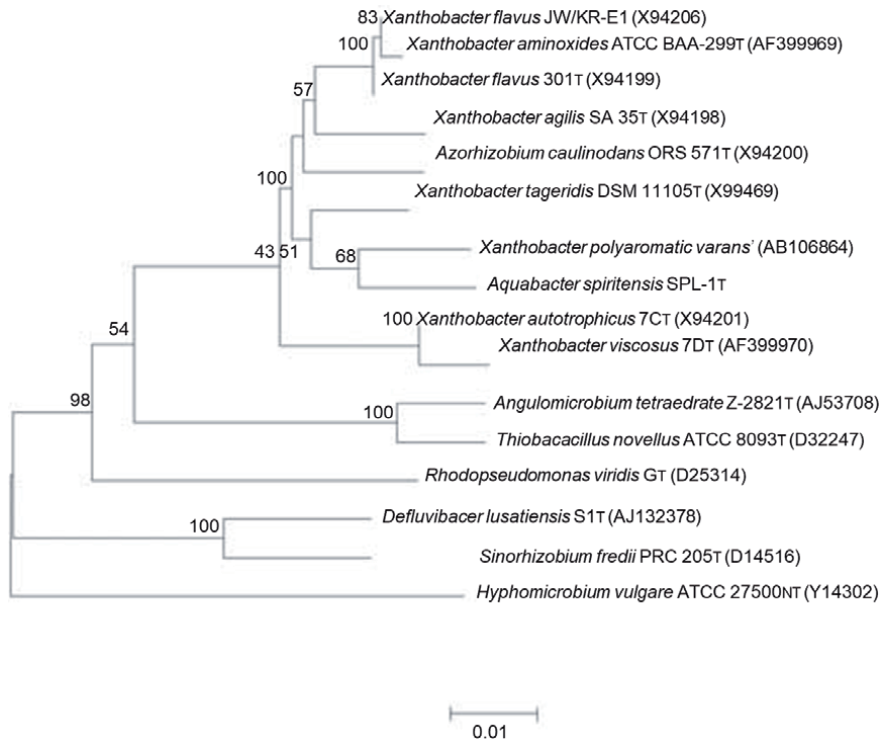 83 Xanthobacter flavus JW/KR-E1 (X94206)
100 Xanthobacter aminoxides ATCC BAA-299T (AF399969)
Xanthobacter flavus 301T (X94199)
57
Xanthobacter agilis SA 35T (X94198)
Azorhizobium caulinodans ORS 571T (X94200)
100
Xanthobacter tageridis DSM 11105T (X99469)
43 51
68 Xanthobacter polyaromatic varans' (AB106864)
Aquabacter spiritensis SPL-1T
100 Xanthobacter autotrophicus 7CT (X94201)
54
Xanthobacter viscosus 7DT (AF399970)
98
100 Angulomicrobium tetraedrate Z-2821T (AJ53708)
Thiobacacillus novellus ATCC 8093T (D32247)
Rhodopseudomonas viridis GT (D25314)
100 Defluvibacer lusatiensis S1T (AJ132378)
Sinorhizobium fredii PRC 205T (D14516)
Hyphomicrobium vulgare ATCC 27500NT (Y14302)
0.01